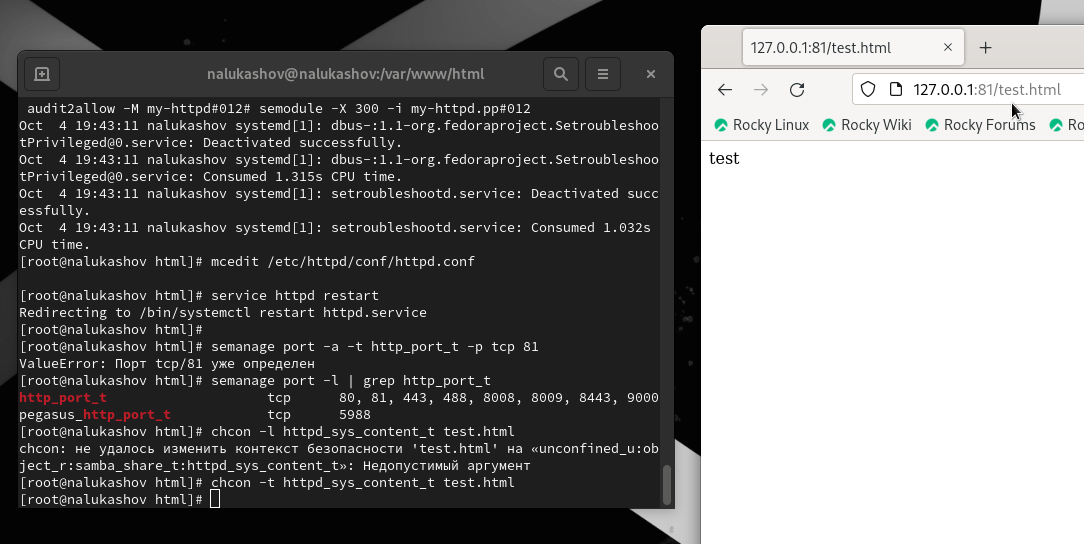 nalukashov@nalukashov:/var/www/html
audit2allow -M my-httpd#012# semodule -X 300 -i my-httpd.pp#012
Oct  4 19:43:11 nalukashov systemd[1]: dbus-:1.1-org.fedoraproject.Setroubleshoo
tPrivileged@0.service: Deactivated successfully.
Oct  4 19:43:11 nalukashov systemd[1]: dbus-:1.1-org.fedoraproject.Setroubleshoo
tPrivileged@0.service: Consumed 1.315s CPU time.
Oct  4 19:43:11 nalukashov systemd[1]: setroubleshootd.service: Deactivated succ
essfully.
Oct  4 19:43:11 nalukashov systemd[1]: setroubleshootd.service: Consumed 1.032s
CPU time.
[root@nalukashov html]# mcedit /etc/httpd/conf/httpd.conf
[root@nalukashov html]# service httpd restart
Redirecting to /bin/systemctl restart httpd.service
[root@nalukashov html]#
[root@nalukashov html]# semanage port -a -t http_port_t -p tcp 81
ValueError: Порт tcp/81 уже определен
[root@nalukashov html]# semanage port -l | grep http_port_t
http_port_t                    tcp      80, 81, 443, 488, 8008, 8009, 8443, 9000
pegasus_http_port_t            tcp      5988
[root@nalukashov html]# chcon -l httpd_sys_content_t test.html
chcon: не удалось изменить контекст безопасности 'test.html' на «unconfined_u:ob
ject_r:samba_share_t:httpd_sys_content_t»: Недопустимый аргумент
[root@nalukashov html]# chcon -t httpd_sys_content_t test.html
[root@nalukashov html]#
127.0.0.1:81/test.html
127.0.0.1:81/test.html
Rocky Linux Rocky Wiki Rocky Forums Ro
test